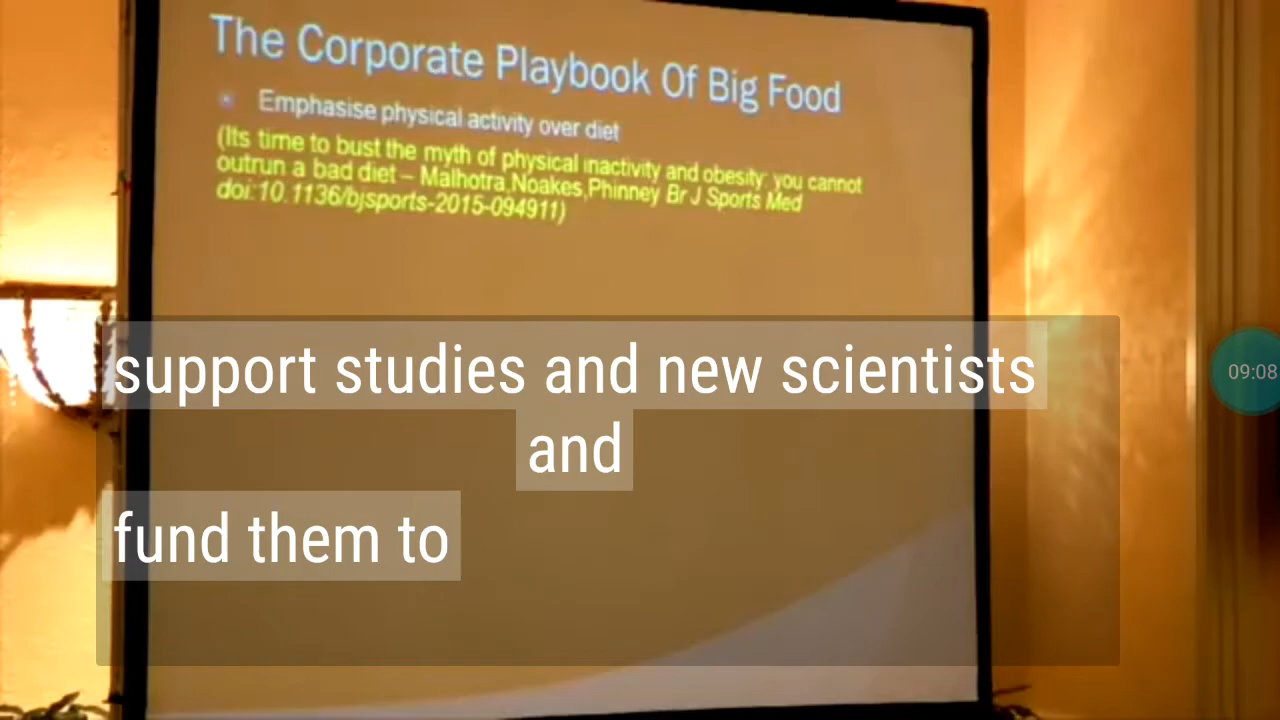 The Corporate Playbook Of Big Food
• Emphasise physical activity over diet
(Its time to bust the myth of physical inactivity and obesity: you cannot
outrun a bad diet – Malhotra,Noakes,Phinney Br J Sports Med
doi:10.1136/bjsports-2015-094911)
support studies and new scientists
and
fund them to
09:08